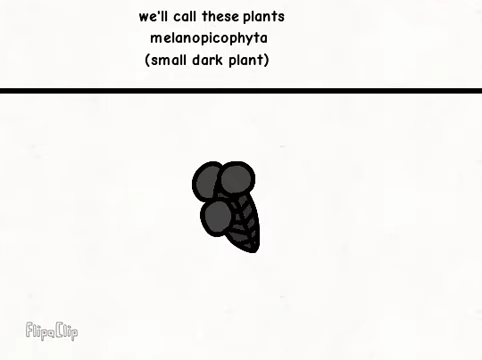 we'll call these plants
melanopicophyta
(small dark plant)
FlipaClip